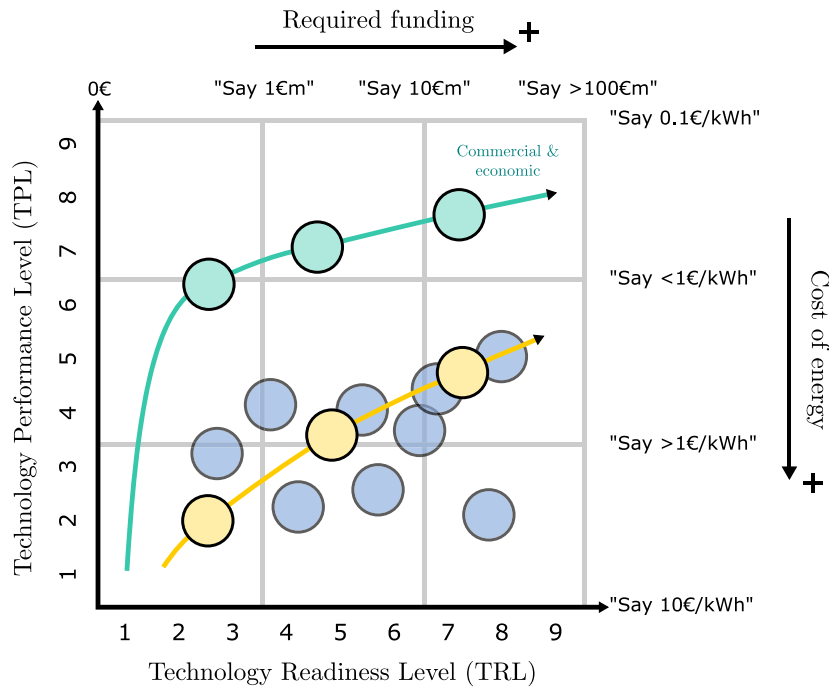 Required funding
+
0€
"Say 1€m"
"Say 10€m"
"Say >100€m"
"Say 0.1€/kWh"
9
8
7
6
5
4
3
2
1
Technology Performance Level (TPL)
Commercial &
economic
"Say <1€/kWh"
"Say >1€/kWh"
"Say 10€/kWh"
Cost of energy
+
1 2 3 4 5 6 7 8 9
Technology Readiness Level (TRL)